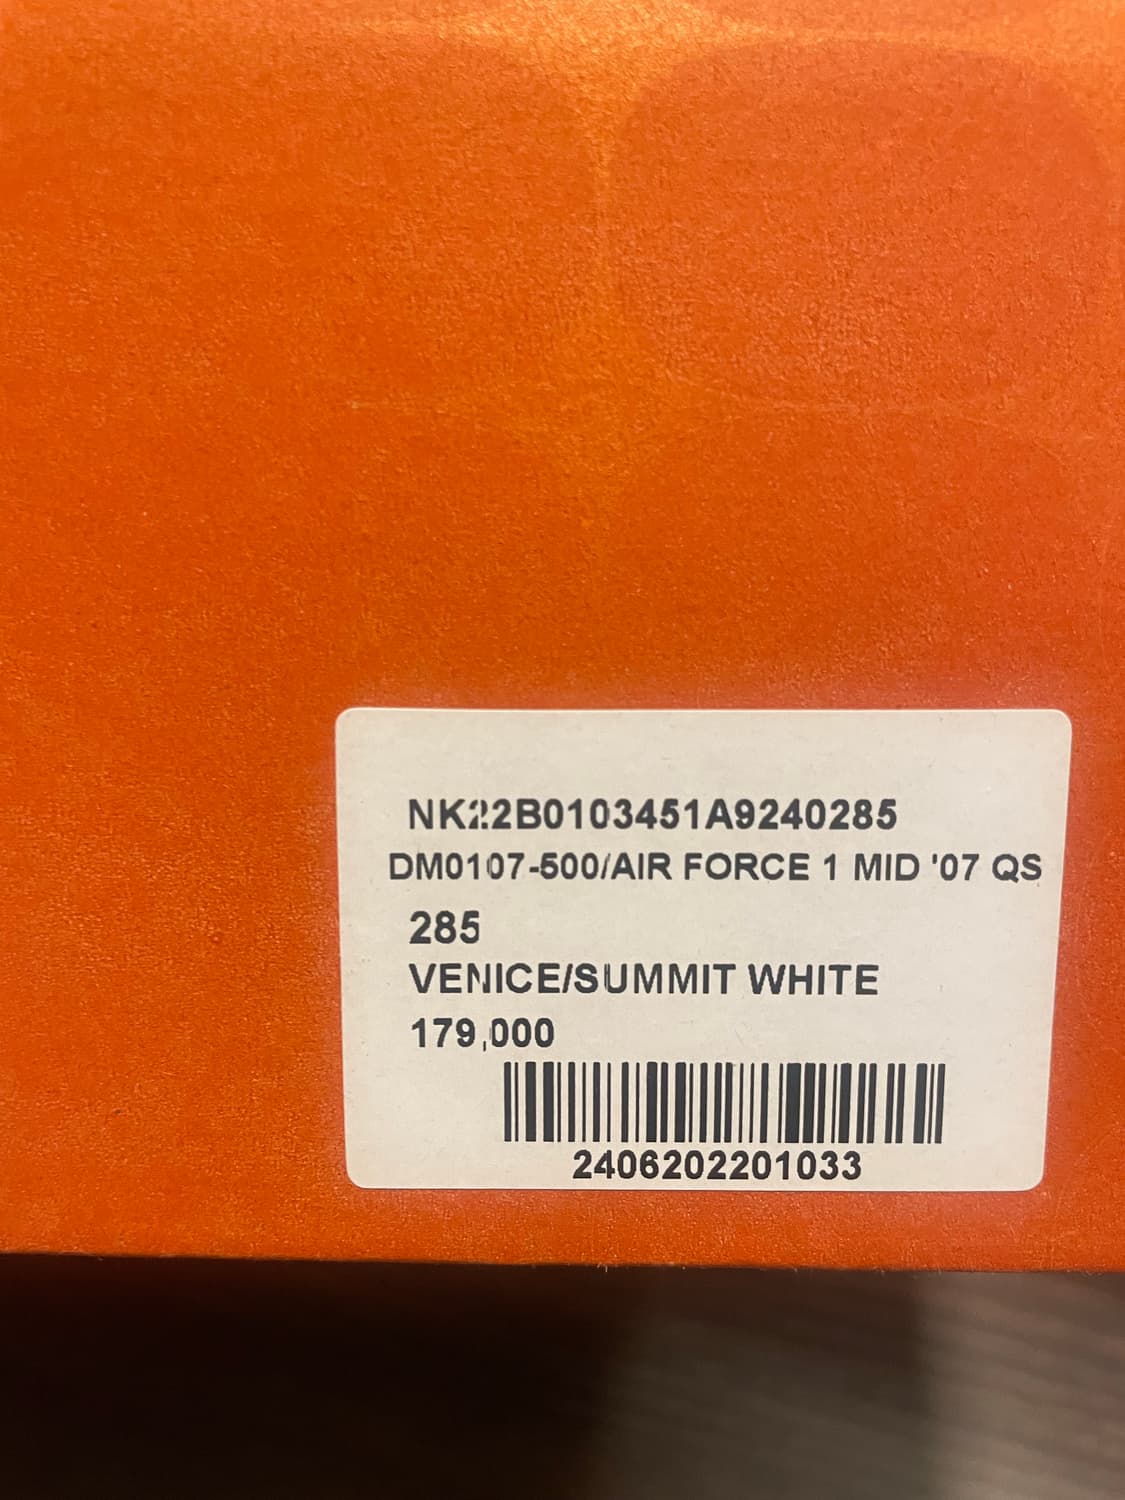 NK22B0103451A9240285
DM0107-500/AIR FORCE 1 MID '07 QS
285
VENICE/SUMMIT WHITE
179,000
2406202201033